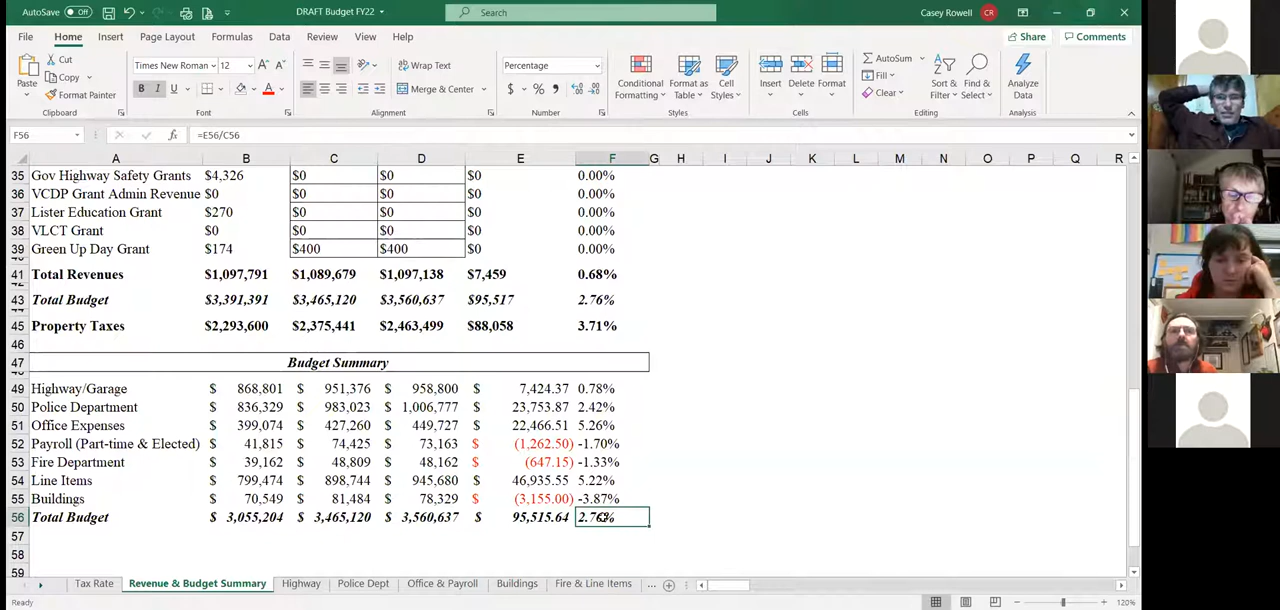 AutoSave Off DRAFT Budget FY22 Search Casey Rowell CR
File Home Insert Page Layout Formulas Data Review View Help Share Comments
Paste Cut Copy Format Painter Clipboard
Times New Roman 12 B I U A Font
Wrap Text Merge & Center Alignment
Percentage $ % Number
Conditional Formatting Format as Table Cell Styles Styles
Insert Delete Format Cells
AutoSum Fill Clear Sort & Filter Find & Select Editing
Analyze Data Analysis
F56 fx =E56/C56
A B C D E F G H I J K L M N O P Q R
35 Gov Highway Safety Grants $4,326 $0 $0 $0 0.00%
36 VCDP Grant Admin Revenue $0 $0 $0 $0 0.00%
37 Lister Education Grant $270 $0 $0 $0 0.00%
38 VLCT Grant $0 $0 $0 $0 0.00%
39 Green Up Day Grant $174 $400 $400 $0 0.00%
41 Total Revenues $1,097,791 $1,089,679 $1,097,138 $7,459 0.68%
43 Total Budget $3,391,391 $3,465,120 $3,560,637 $95,517 2.76%
45 Property Taxes $2,293,600 $2,375,441 $2,463,499 $88,058 3.71%
46
47 Budget Summary
49 Highway/Garage $ 868,801 $ 951,376 $ 958,800 $ 7,424.37 0.78%
50 Police Department $ 836,329 $ 983,023 $ 1,006,777 $ 23,753.87 2.42%
51 Office Expenses $ 399,074 $ 427,260 $ 449,727 $ 22,466.51 5.26%
52 Payroll (Part-time & Elected) $ 41,815 $ 74,425 $ 73,163 $ (1,262.50) -1.70%
53 Fire Department $ 39,162 $ 48,809 $ 48,162 $ (647.15) -1.33%
54 Line Items $ 799,474 $ 898,744 $ 945,680 $ 46,935.55 5.22%
55 Buildings $ 70,549 $ 81,484 $ 78,329 $ (3,155.00) -3.87%
56 Total Budget $ 3,055,204 $ 3,465,120 $ 3,560,637 $ 95,515.64 2.76%
57
58
59
Tax Rate Revenue & Budget Summary Highway Police Dept Office & Payroll Buildings Fire & Line Items ...
Ready 120%